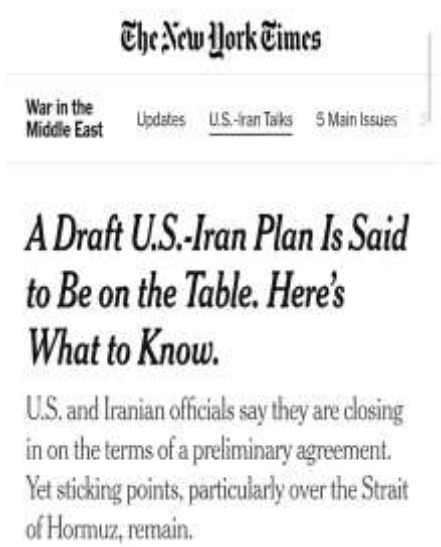 The New York Times
War in the
Middle East
Updates U.S.-Iran Talks 5 Main Issues
A Draft U.S.-Iran Plan Is Said
to Be on the Table. Here’s
What to Know.
U.S. and Iranian officials say they are closing
in on the terms of a preliminary agreement.
Yet sticking points, particularly over the Strait
of Hormuz, remain.